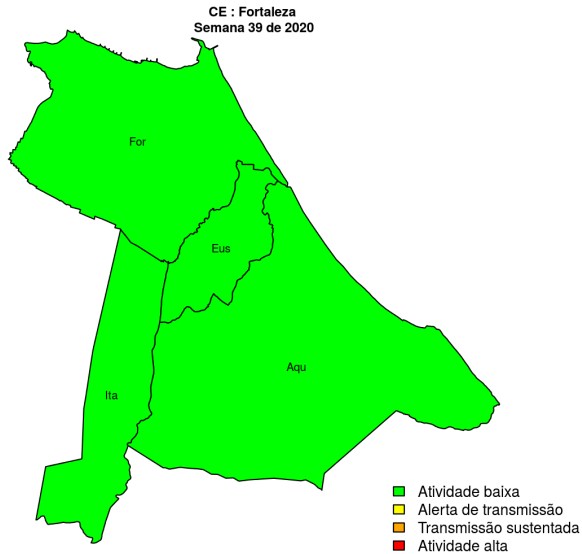 CE : Fortaleza
Semana 39 de 2020
For
Eus
Aqu
Ita
Atividade baixa
Alerta de transmissão
Transmissão sustentada
Atividade alta